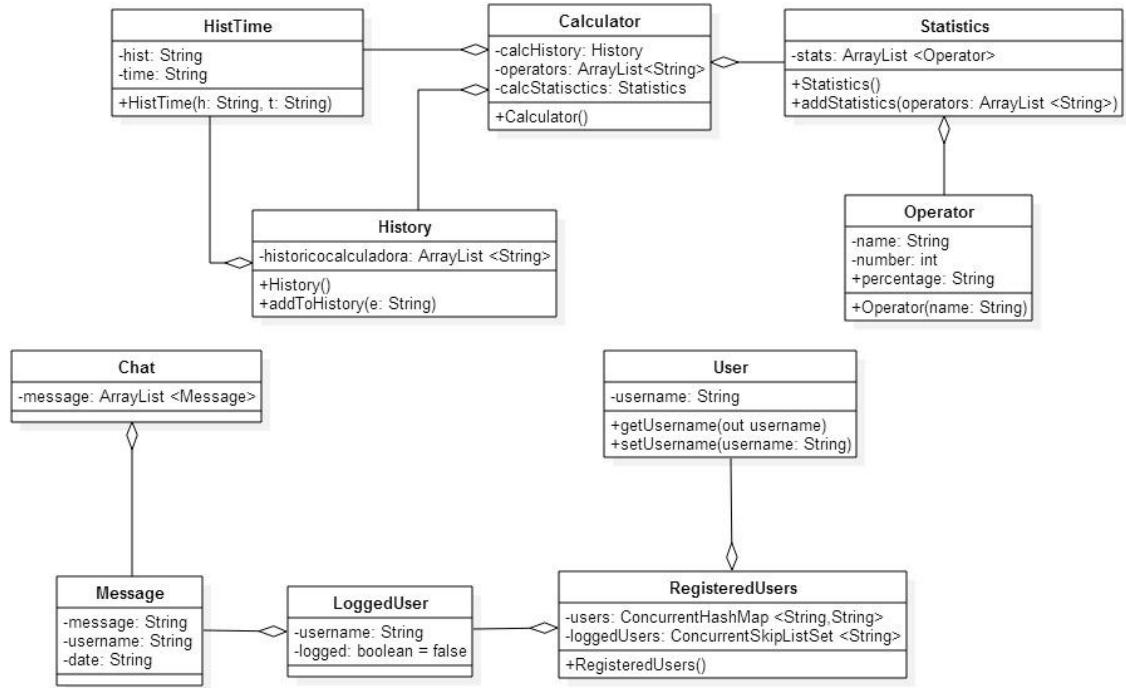 HistTime
-hist: String
-time: String
+HistTime(h: String, t: String)
Calculator
-calcHistory: History
-operators: ArrayList<String>
-calcStatisctics: Statistics
+Calculator()
Statistics
-stats: ArrayList <Operator>
+Statistics()
+addStatistics(operators: ArrayList <String>)
History
-historicocalculadora: ArrayList <String>
+History()
+addToHistory(e: String)
Operator
-name: String
-number: int
+percentage: String
+Operator(name: String)
Chat
-message: ArrayList <Message>
User
-username: String
+getUsername(out username)
+setUsername(username: String)
Message
-message: String
-username: String
-date: String
LoggedUser
-username: String
-logged: boolean = false
RegisteredUsers
-users: ConcurrentHashMap <String,String>
-loggedUsers: ConcurrentSkipListSet <String>
+RegisteredUsers()